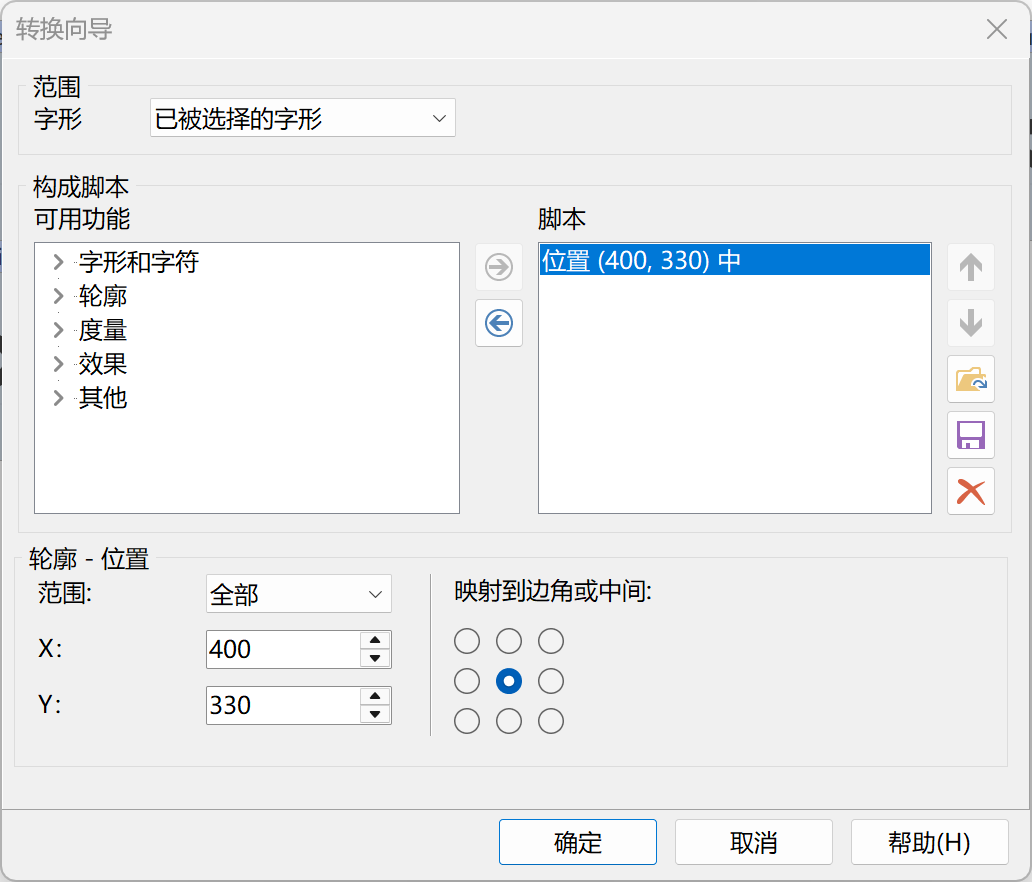 转换向导
范围
字形
已被选择的字形
构成脚本
可用功能
脚本
字形和字符
轮廓
度量
效果
其他
位置 (400, 330) 中
轮廓 - 位置
范围:
全部
X:
400
Y:
330
映射到边角或中间:
确定
取消
帮助(H)